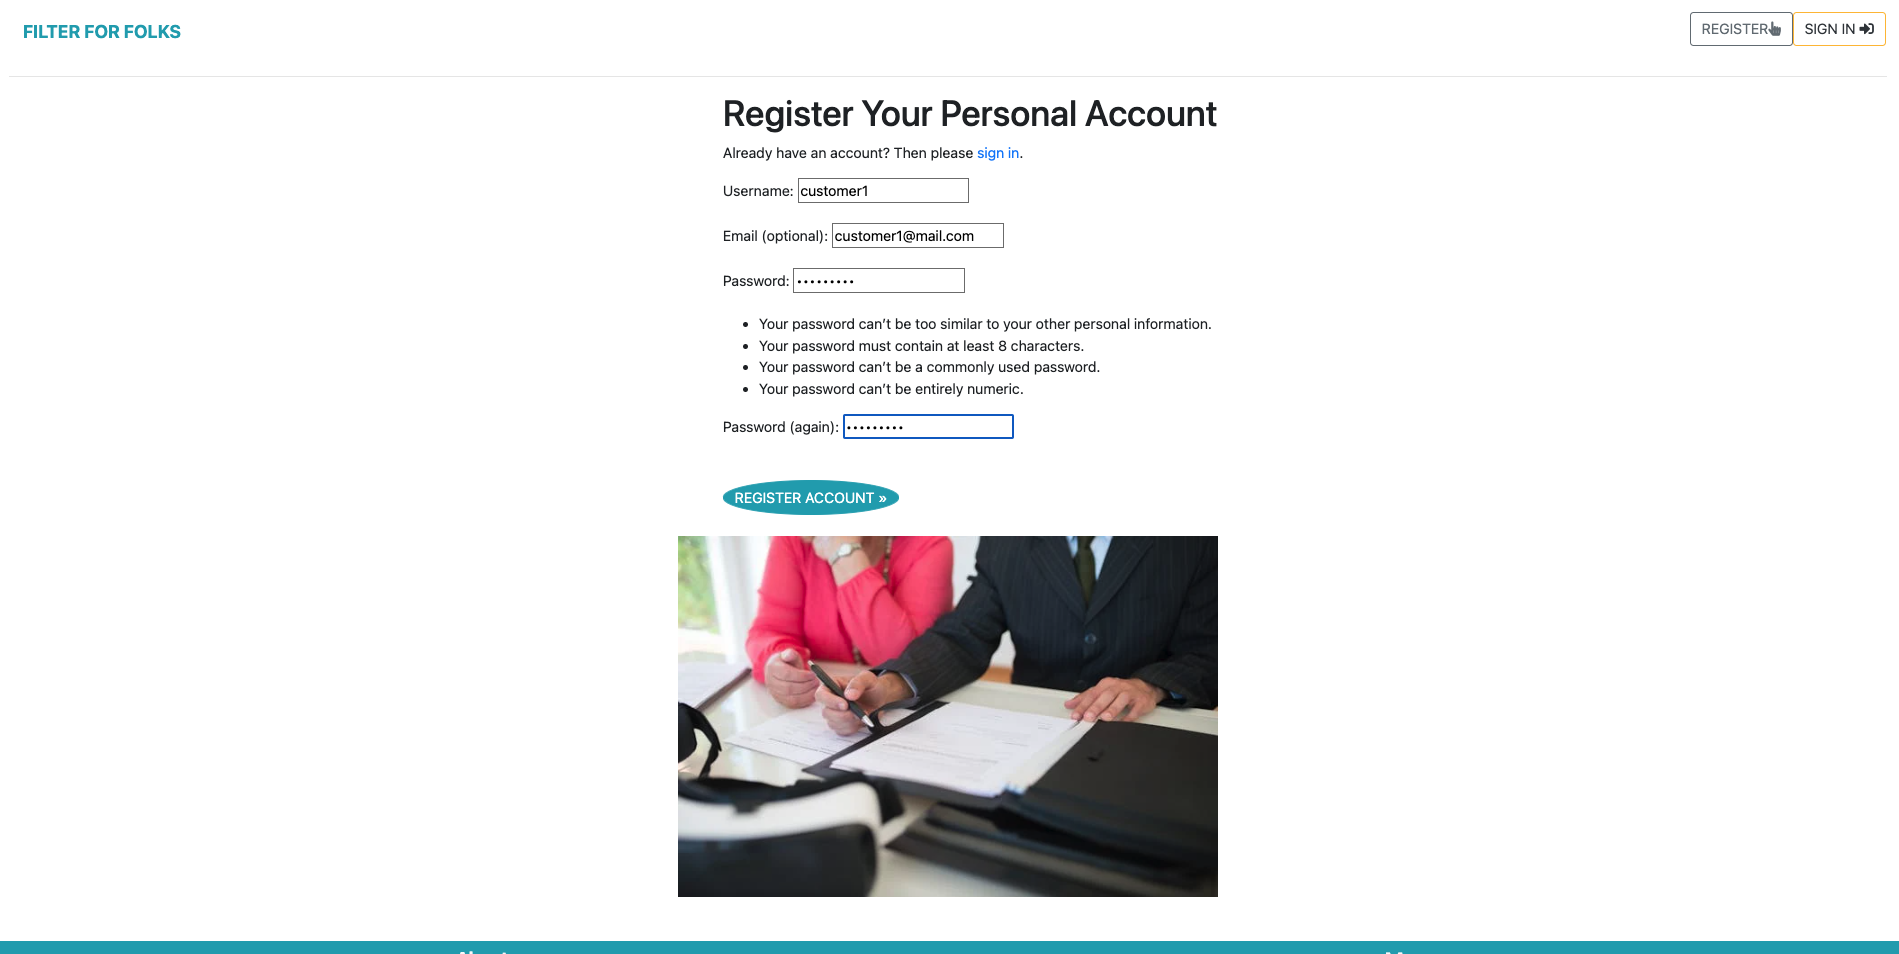 FILTER FOR FOLKS
REGISTER
SIGN IN
Register Your Personal Account
Already have an account? Then please sign in.
Username: customer1
Email (optional): customer1@mail.com
Password: •••••••••
• Your password can’t be too similar to your other personal information.
• Your password must contain at least 8 characters.
• Your password can’t be a commonly used password.
• Your password can’t be entirely numeric.
Password (again): •••••••••
REGISTER ACCOUNT »